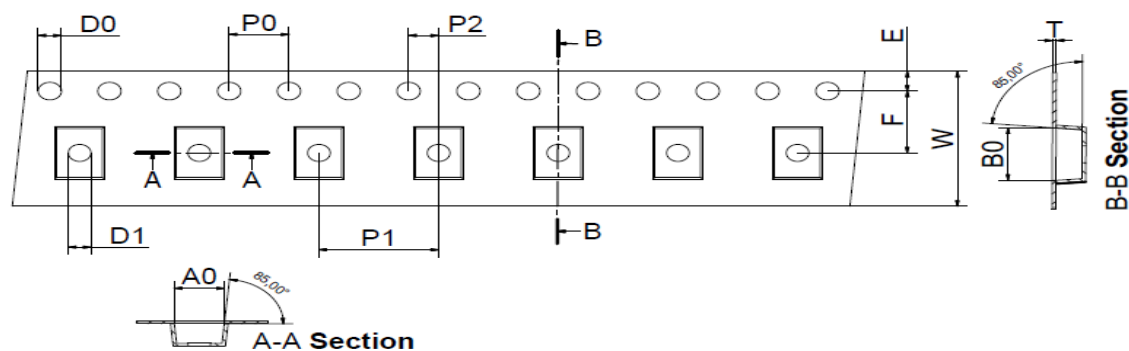 D0
P0
P2
B
E
T
85,00°
F
W
B0
B-B Section
A
A
D1
P1
B
A0
85,00°
A-A Section